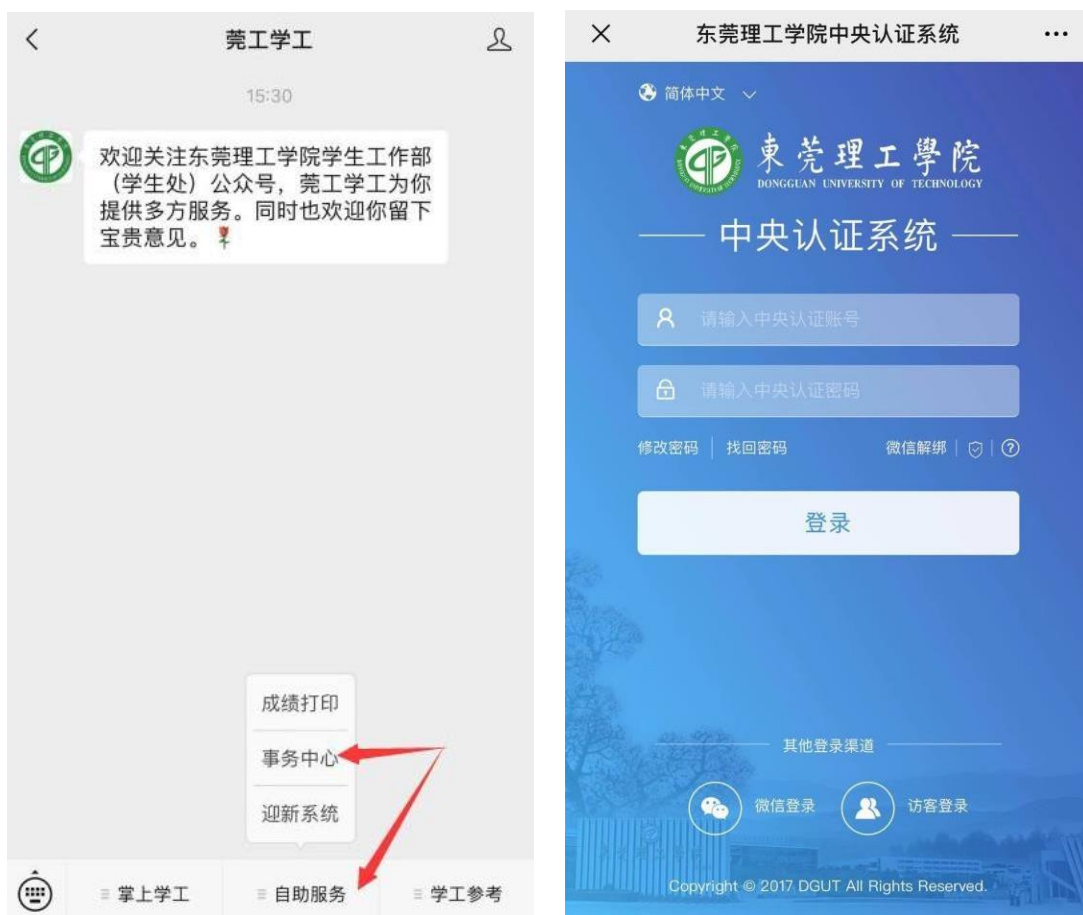 莞工学工
15:30
欢迎关注东莞理工学院学生工作部
（学生处）公众号，莞工学工为你
提供多方服务。同时也欢迎你留下
宝贵意见。
成绩打印
事务中心
迎新系统
掌上学工
自助服务
学工参考
东莞理工学院中央认证系统
简体中文
東莞理工學院
DONGGUAN UNIVERSITY OF TECHNOLOGY
中央认证系统
请输入中央认证账号
请输入中央认证密码
修改密码 | 找回密码 微信解绑
登录
其他登录渠道
微信登录 访客登录
Copyright © 2017 DGUT All Rights Reserved.